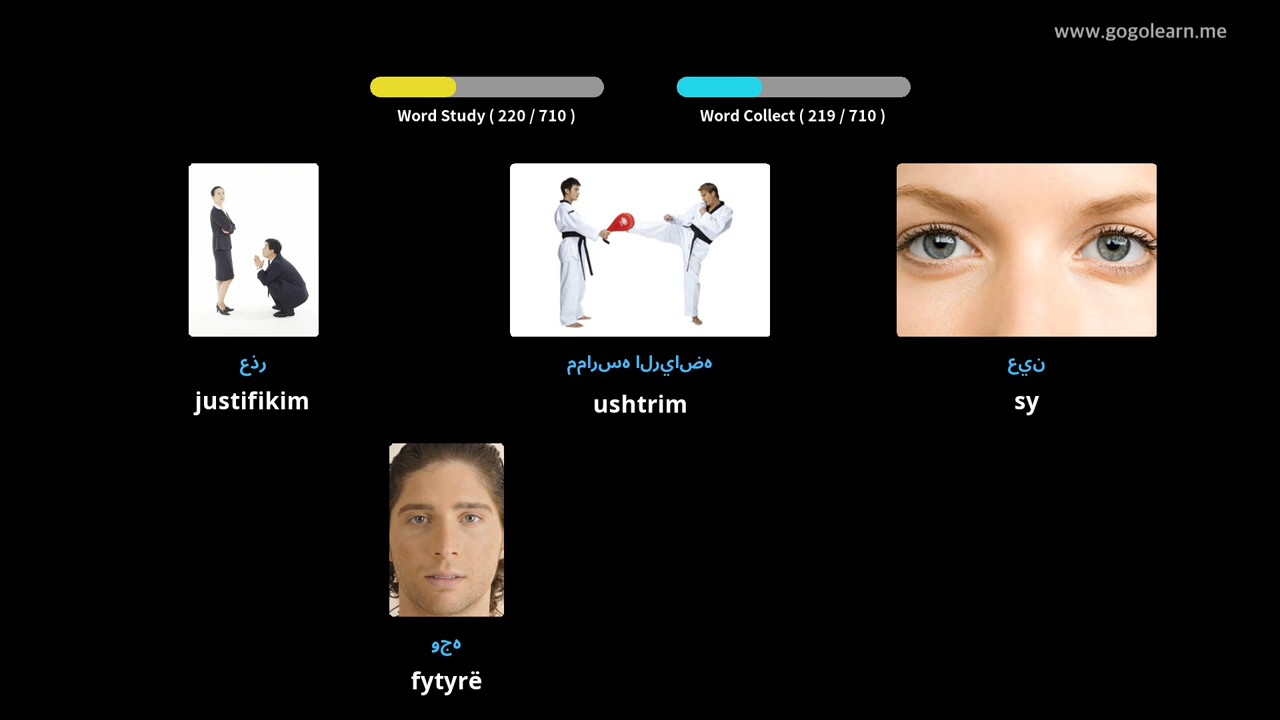 www.gogolearn.me
Word Study ( 220 / 710 )
Word Collect ( 219 / 710 )
عذر
justifikim
ممارسه الرياضه
ushtrim
عين
sy
وجه
fytyrë